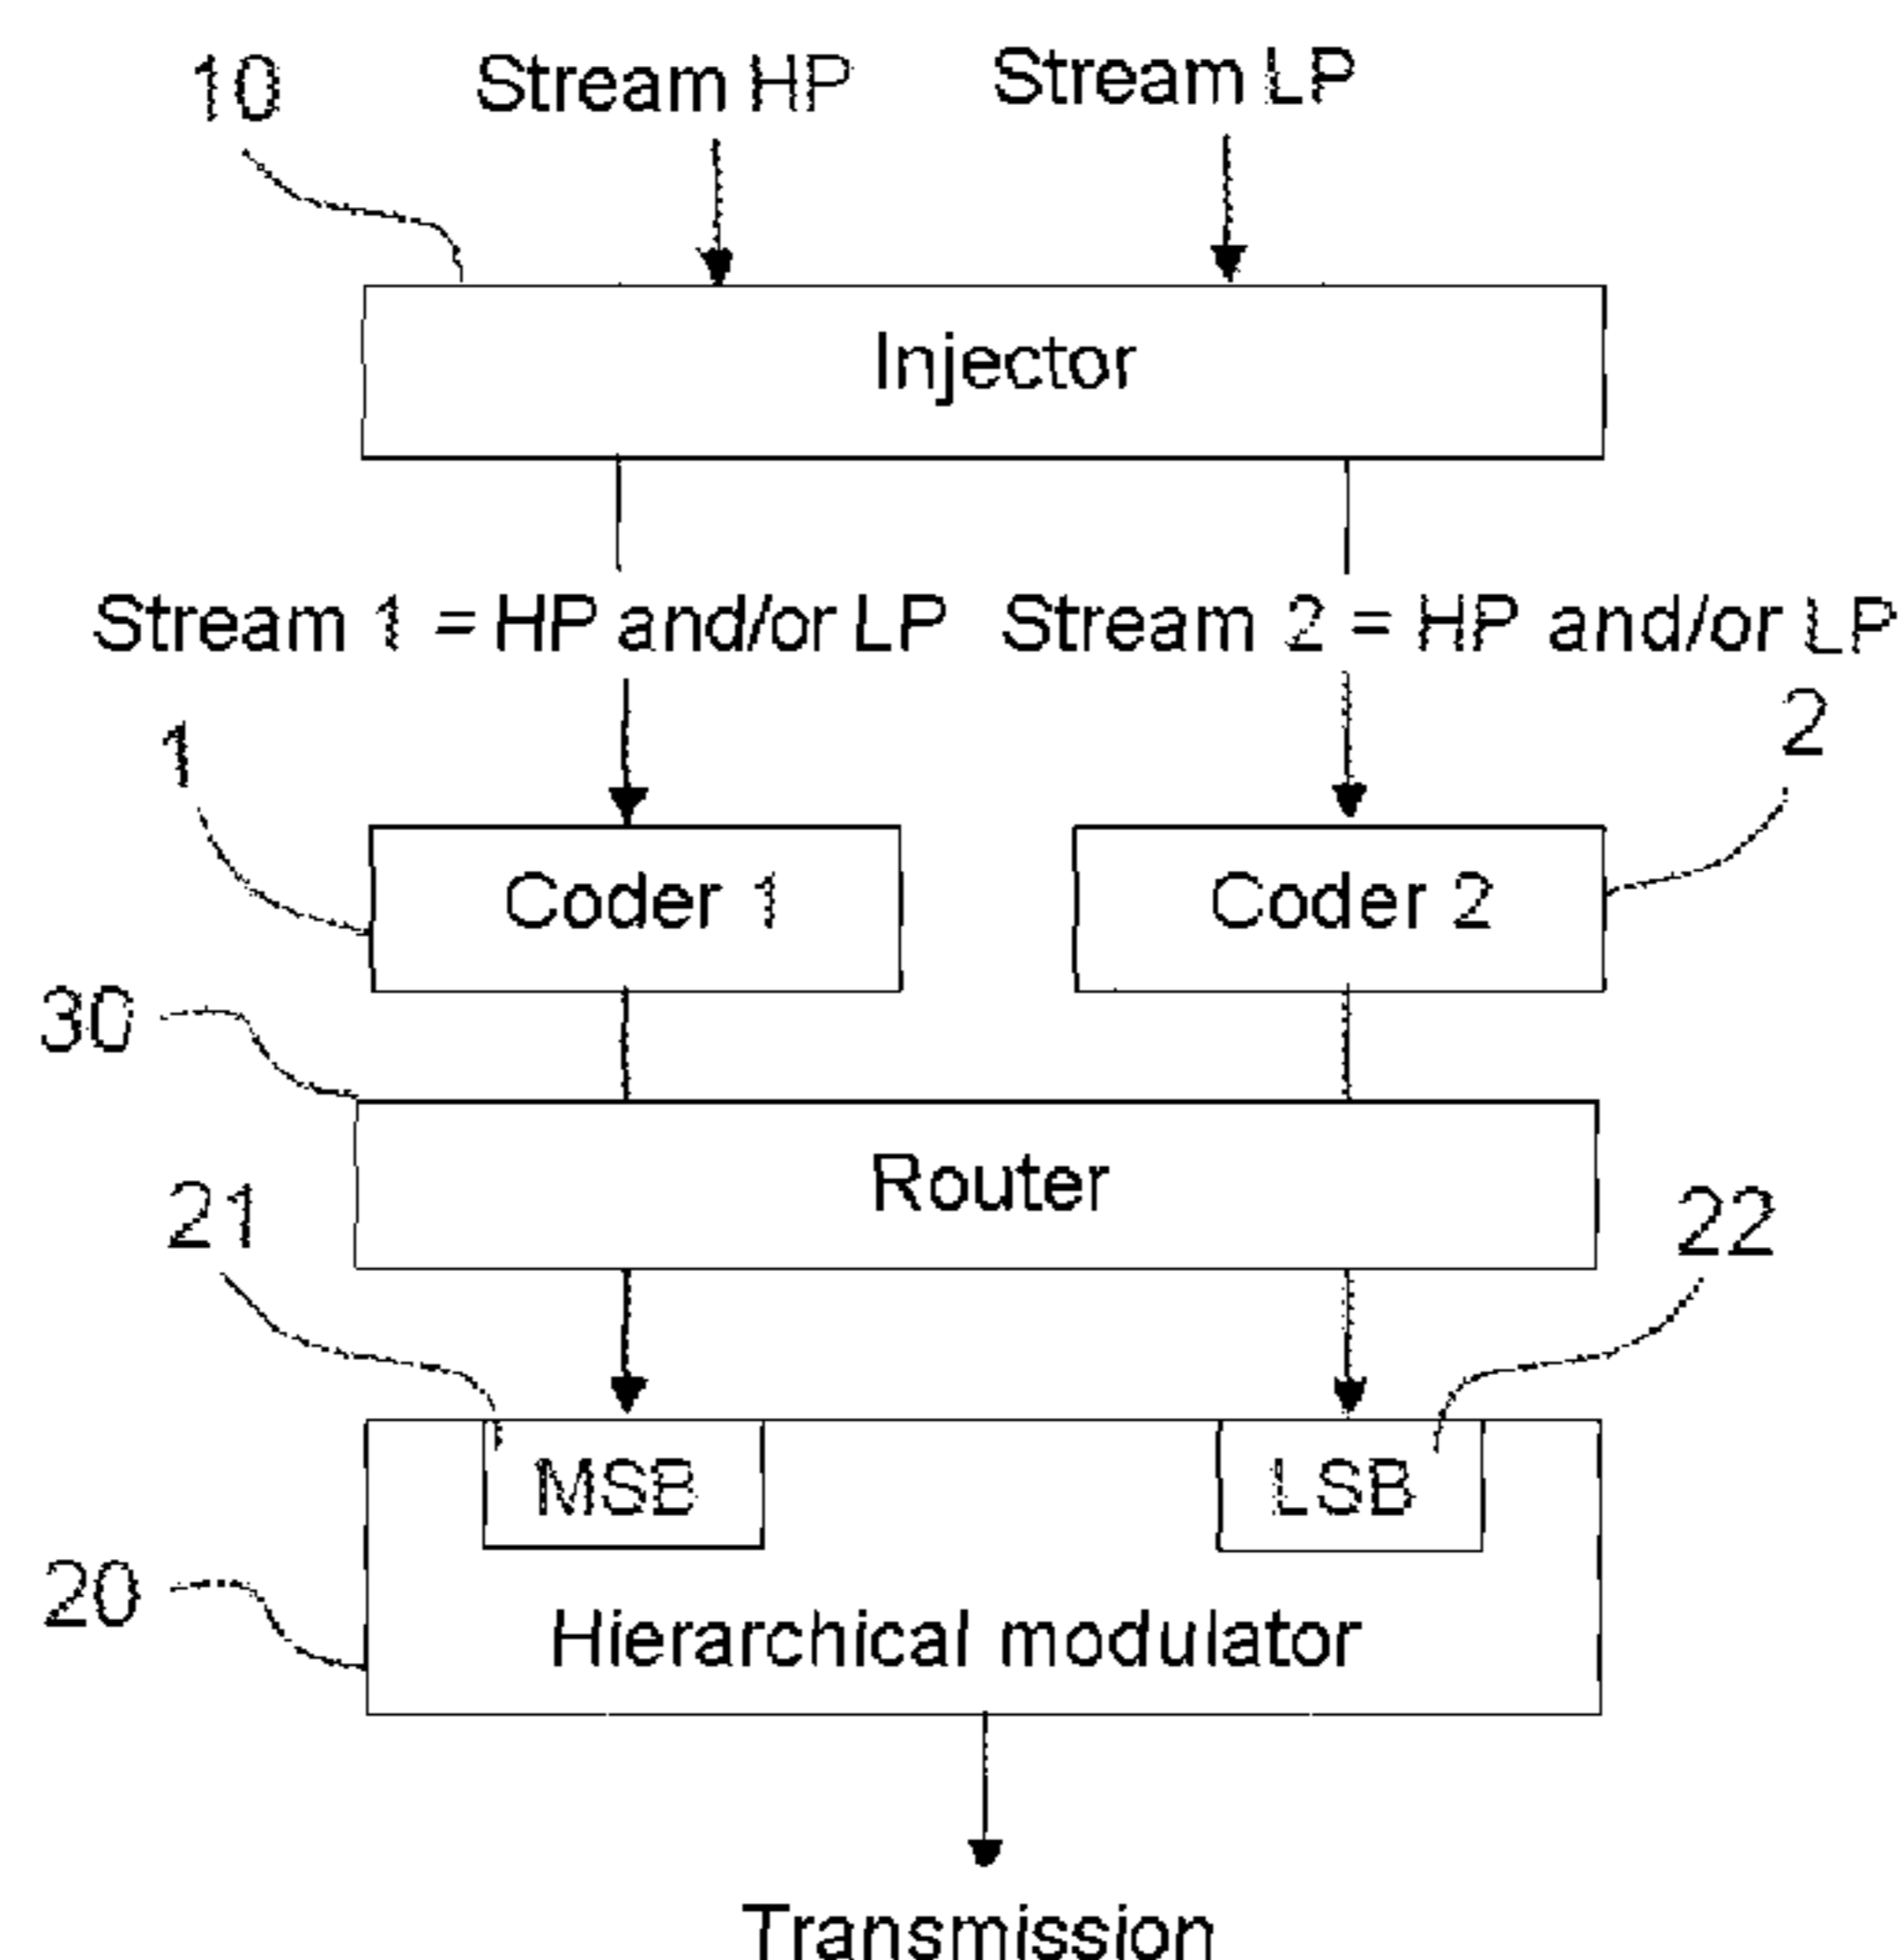 10
Stream HP
Stream LP
Injector
Stream 1 = HP and/or LP
Stream 2 = HP and/or LP
1
2
Coder 1
Coder 2
30
Router
21
22
MSB
LSB
20
Hierarchical modulator
Transmission